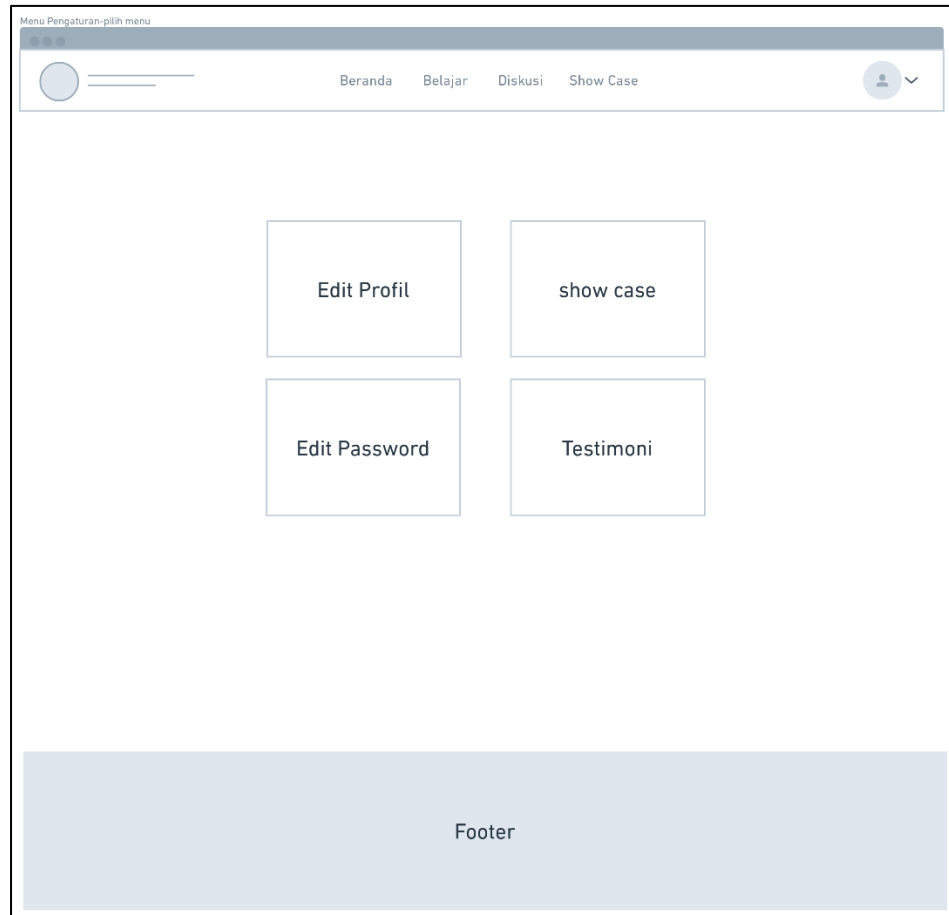 Menu Pengaturan-pilih menu
Beranda Belajar Diskusi Show Case
Edit Profil show case
Edit Password Testimoni
Footer